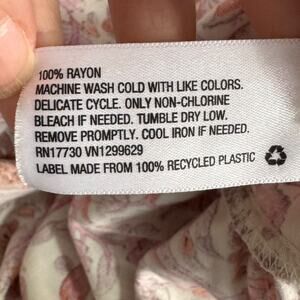 100% RAYON
MACHINE WASH COLD WITH LIKE COLORS.
DELICATE CYCLE. ONLY NON-CHLORINE
BLEACH IF NEEDED. TUMBLE DRY LOW.
REMOVE PROMPTLY. COOL IRON IF NEEDED.
RN17730 VN1299629
LABEL MADE FROM 100% RECYCLED PLASTIC